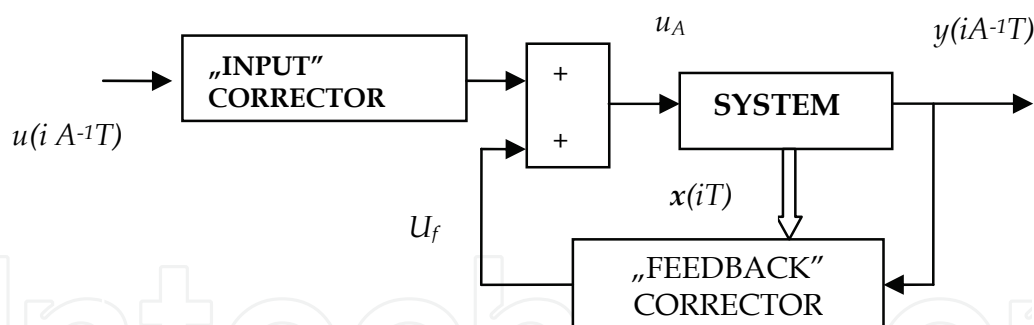 u_A
y(iA-1T)
„INPUT”
CORRECTOR
+
SYSTEM
u(i A-1T)
+
x(iT)
U_f
„FEEDBACK”
CORRECTOR